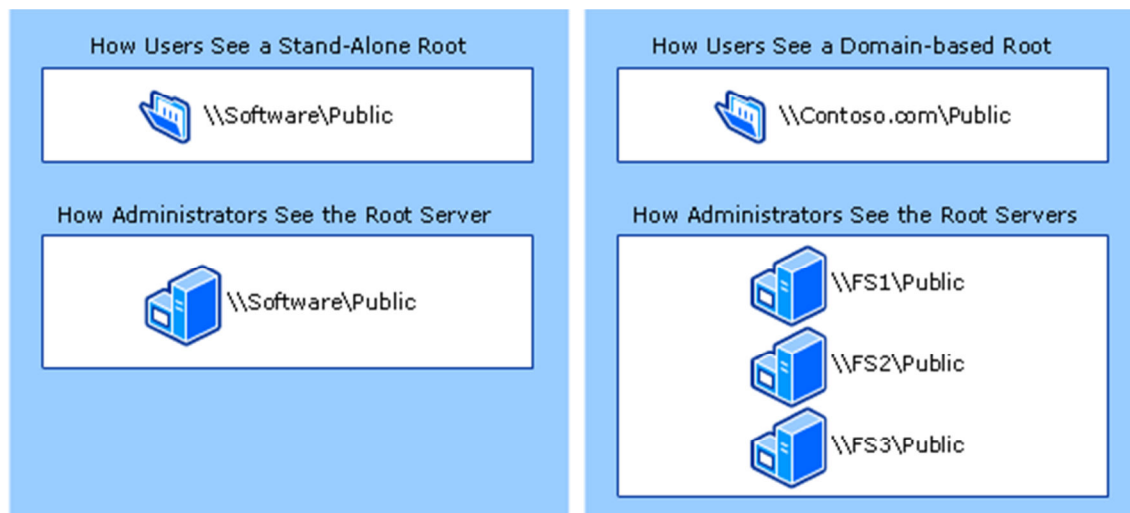 How Users See a Stand-Alone Root
\\Software\Public
How Administrators See the Root Server
\\Software\Public
How Users See a Domain-based Root
\\Contoso.com\Public
How Administrators See the Root Servers
\\FS1\Public
\\FS2\Public
\\FS3\Public